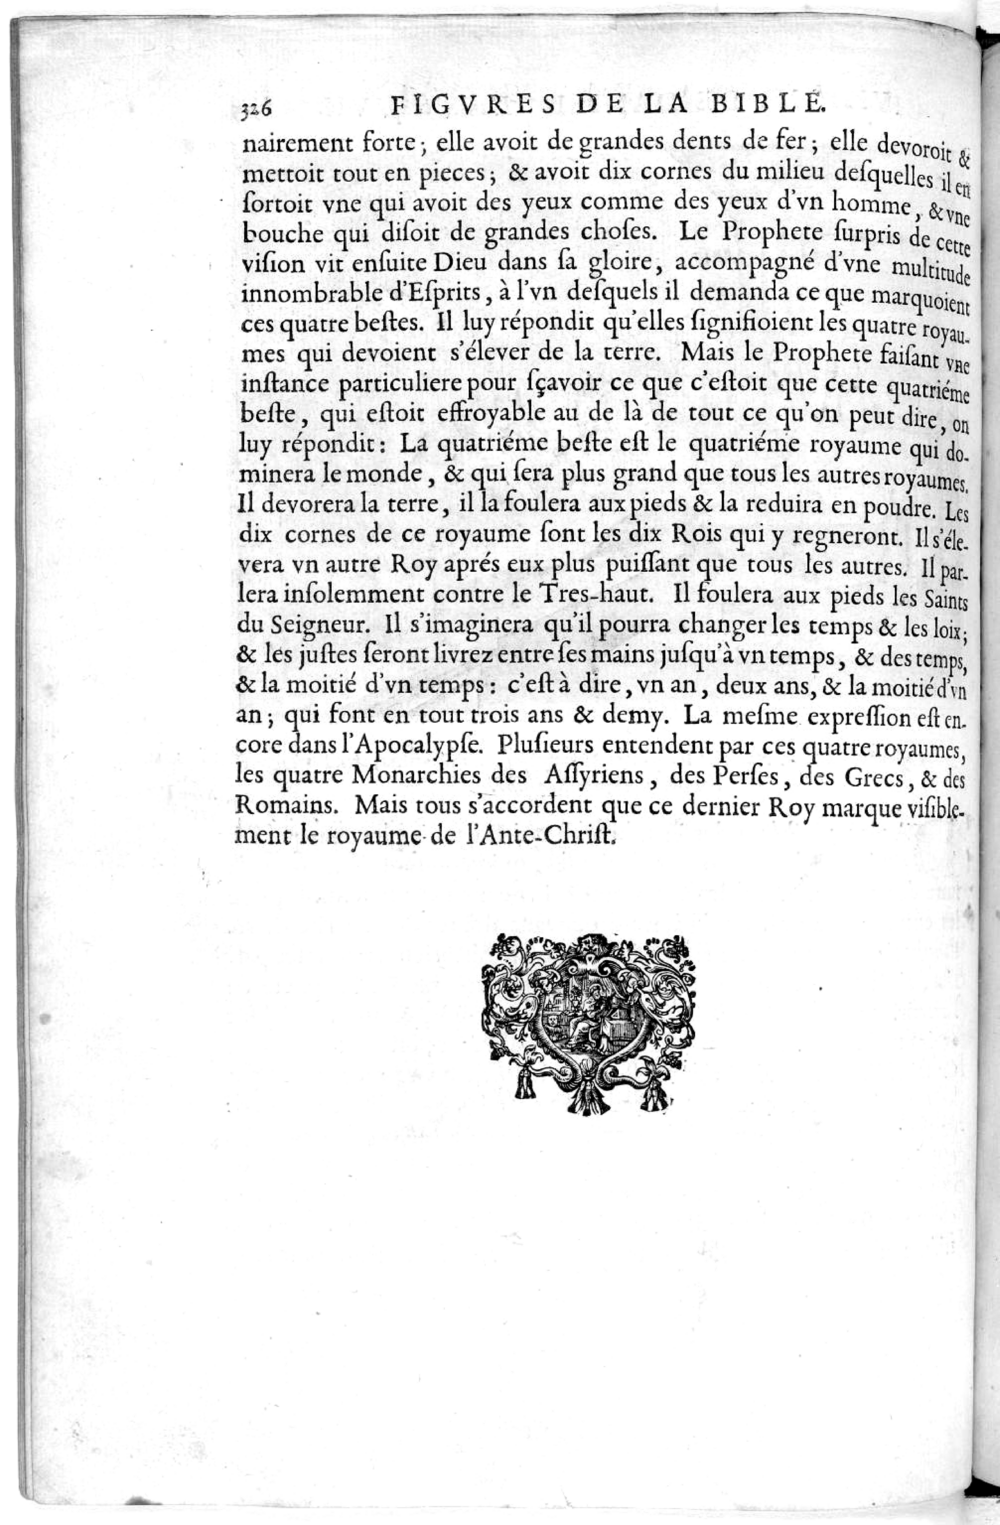 326 FIGVRES DE LA BIBLE.
nairement forte; elle avoit de grandes dents de fer; elle devoroit &
mettoit tout en pieces; & avoit dix cornes du milieu deſquelles il en
ſortoit vne qui avoit des yeux comme des yeux d'vn homme, & vne
bouche qui diſoit de grandes choſes. Le Prophete ſurpris de cette
viſion vit enſuite Dieu dans ſa gloire, accompagné d'vne multitude
innombrable d'Eſprits, à l'vn deſquels il demanda ce que marquoient
ces quatre beſtes. Il luy répondit qu'elles ſignifioient les quatre royau-
mes qui devoient s'élever de la terre. Mais le Prophete faiſant vne
inſtance particuliere pour ſçavoir ce que c'eſtoit que cette quatriéme
beſte, qui eſtoit effroyable au de là de tout ce qu'on peut dire, on
luy répondit: La quatriéme beſte eſt le quatriéme royaume qui do-
minera le monde, & qui ſera plus grand que tous les autres royaumes.
Il devorera la terre, il la foulera aux pieds & la reduira en poudre. Les
dix cornes de ce royaume ſont les dix Rois qui y regneront. Il s'éle-
vera vn autre Roy aprés eux plus puiſſant que tous les autres. Il par-
lera inſolemment contre le Tres-haut. Il foulera aux pieds les Saints
du Seigneur. Il s'imaginera qu'il pourra changer les temps & les loix;
& les juſtes ſeront livrez entre ſes mains juſqu'à vn temps, & des temps,
& la moitié d'vn temps: c'eſt à dire, vn an, deux ans, & la moitié d'vn
an; qui font en tout trois ans & demy. La meſme expreſſion eſt en-
core dans l'Apocalypſe. Pluſieurs entendent par ces quatre royaumes,
les quatre Monarchies des Aſſyriens, des Perſes, des Grecs, & des
Romains. Mais tous s'accordent que ce dernier Roy marque viſible-
ment le royaume de l'Ante-Chriſt.